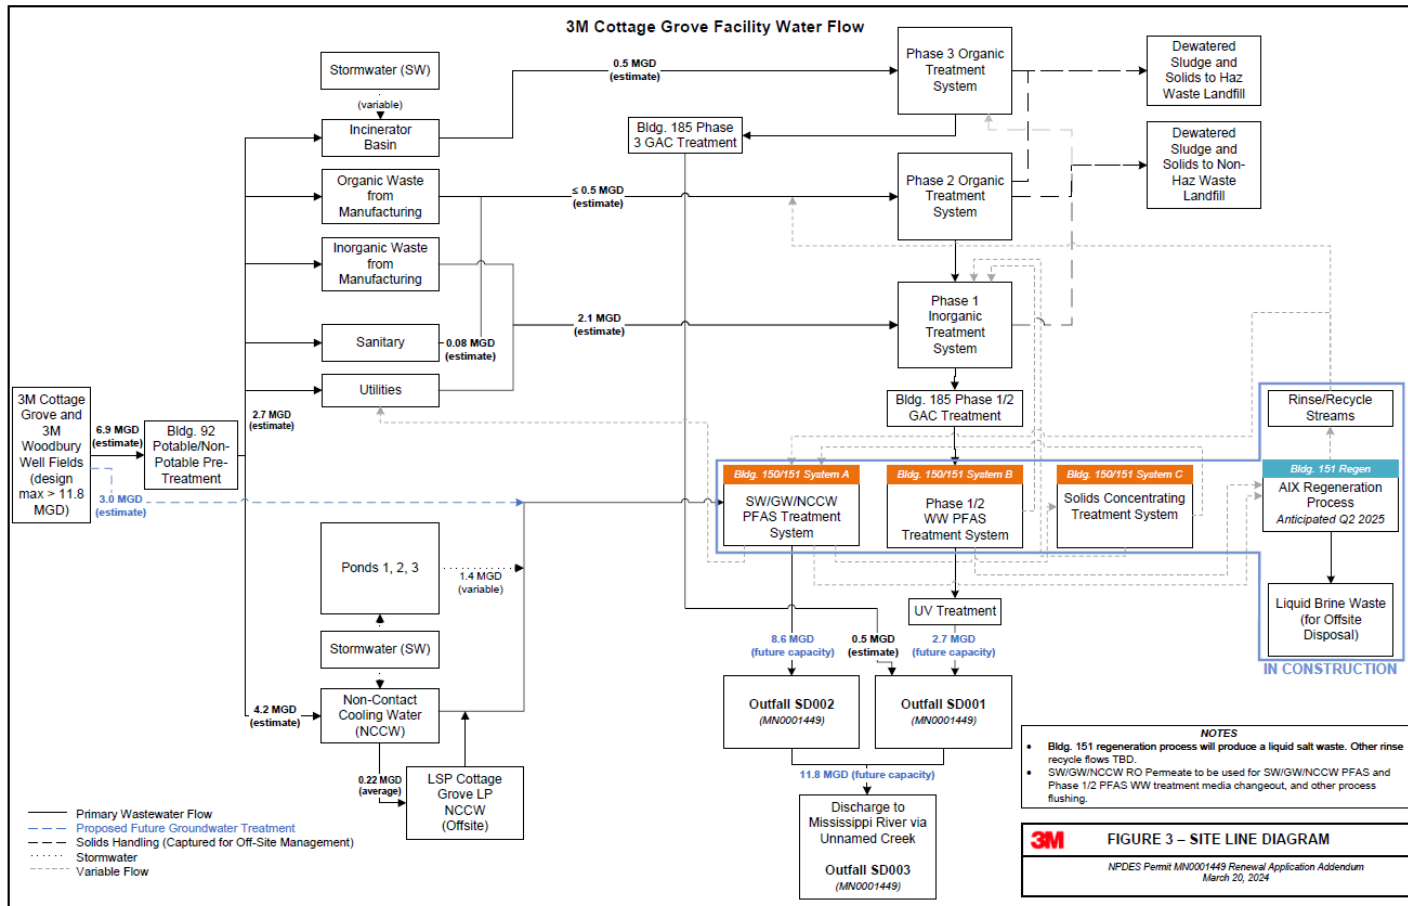 3M Cottage Grove Facility Water Flow
Stormwater (SW)
(variable)
Incinerator
Basin
Organic Waste
from
Manufacturing
Inorganic Waste
from
Manufacturing
Sanitary
Utilities
0.5 MGD
(estimate)
≤ 0.5 MGD
(estimate)
0.08 MGD
(estimate)
2.1 MGD
(estimate)
Bldg. 185 Phase
3 GAC Treatment
Phase 3 Organic
Treatment
System
Phase 2 Organic
Treatment
System
Phase 1
Inorganic
Treatment
System
Bldg. 185 Phase 1/2
GAC Treatment
Dewatered
Sludge and
Solids to Haz
Waste Landfill
Dewatered
Sludge and
Solids to Non-
Haz Waste
Landfill
3M Cottage
Grove and
3M
Woodbury
Well Fields
(design
max > 11.8
MGD)
6.9 MGD
(estimate)
3.0 MGD
(estimate)
Bldg. 92
Potable/Non-
Potable Pre-
Treatment
2.7 MGD
(estimate)
4.2 MGD
(estimate)
Ponds 1, 2, 3
1.4 MGD
(variable)
Stormwater (SW)
Non-Contact
Cooling Water
(NCCW)
0.22 MGD
(average)
LSP Cottage
Grove LP
NCCW
(Offsite)
Bldg. 150/151 System A
SW/GW/NCCW
PFAS Treatment
System
Bldg. 150/151 System B
Phase 1/2
WW PFAS
Treatment System
Bldg. 150/151 System C
Solids Concentrating
Treatment System
Rinse/Recycle
Streams
Bldg. 151 Regen
AIX Regeneration
Process
Anticipated Q2 2025
Liquid Brine Waste
(for Offsite
Disposal)
IN CONSTRUCTION
UV Treatment
8.6 MGD
(future capacity)
0.5 MGD
(estimate)
2.7 MGD
(future capacity)
Outfall SD002
(MN0001449)
Outfall SD001
(MN0001449)
11.8 MGD (future capacity)
Discharge to
Mississippi River via
Unnamed Creek
Outfall SD003
(MN0001449)
Primary Wastewater Flow
Proposed Future Groundwater Treatment
Solids Handling (Captured for Off-Site Management)
Stormwater
Variable Flow
NOTES
• Bldg. 151 regeneration process will produce a liquid salt waste. Other rinse
recycle flows TBD.
• SW/GW/NCCW RO Permeate to be used for SW/GW/NCCW PFAS and
Phase 1/2 PFAS WW treatment media changeout, and other process
flushing.
3M
FIGURE 3 – SITE LINE DIAGRAM
NPDES Permit MN0001449 Renewal Application Addendum
March 20, 2024